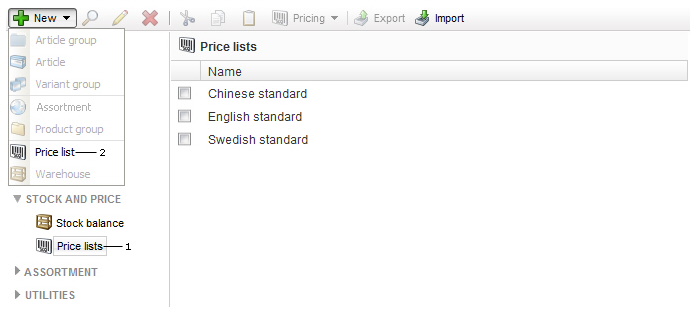 New Pricing Export Import
Article group
Article
Variant group
Assortment
Product group
Price list 2
Warehouse
STOCK AND PRICE
Stock balance
Price lists 1
ASSORTMENT
UTILITIES
Price lists
Name
Chinese standard
English standard
Swedish standard